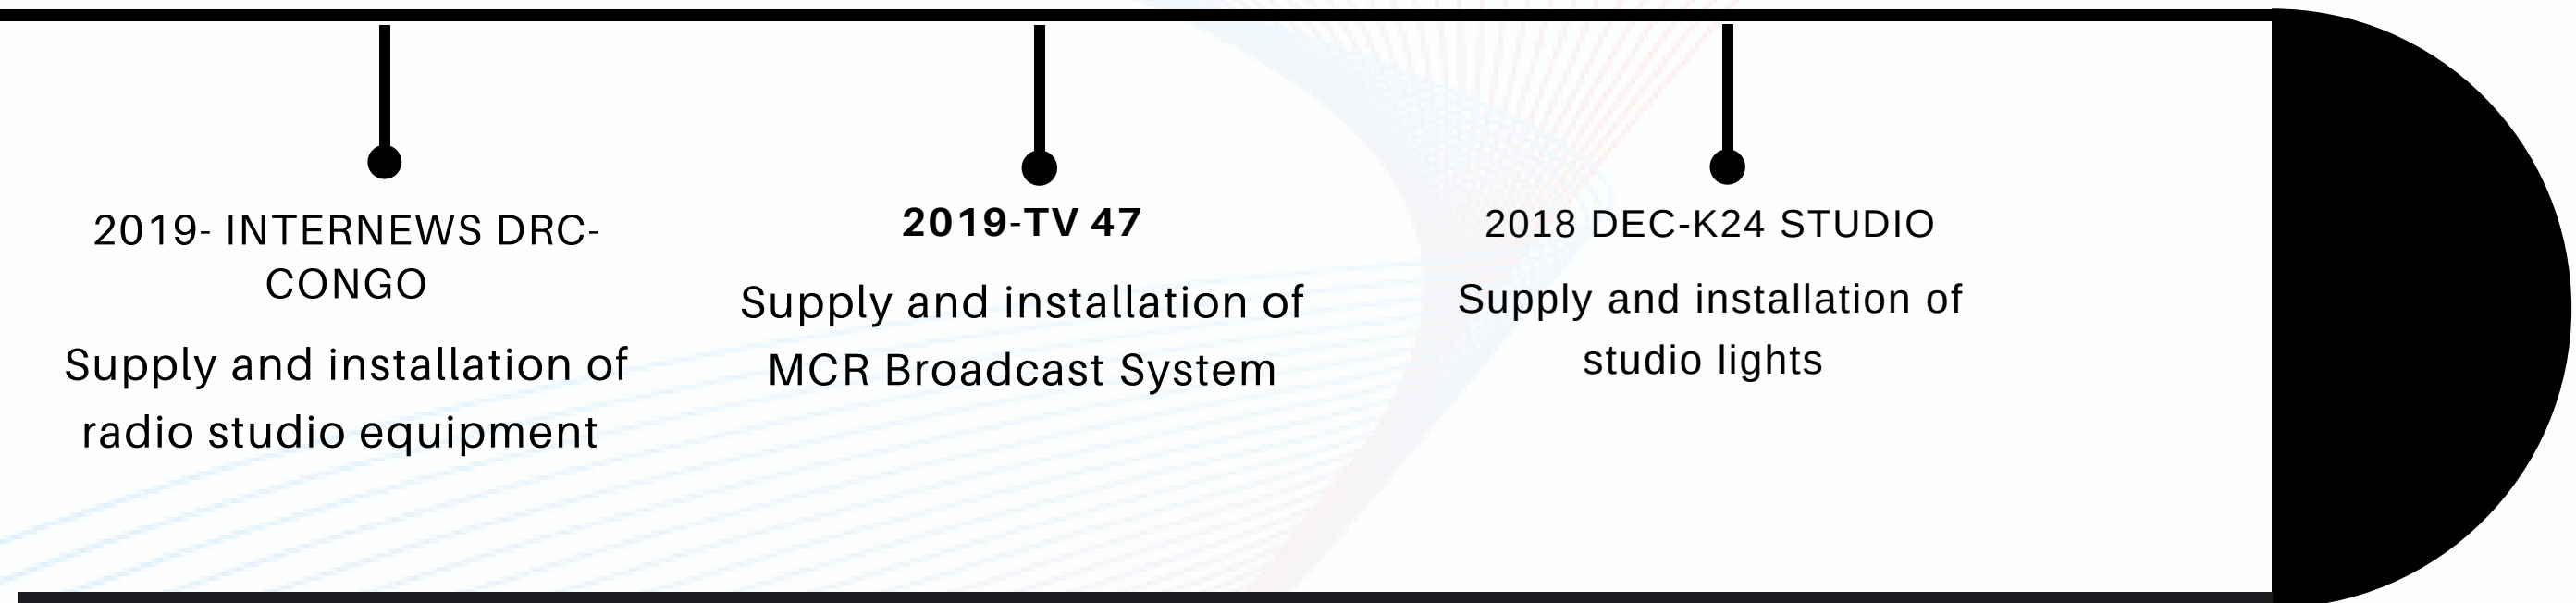 2019- INTERNEWS DRC-
CONGO
Supply and installation of
radio studio equipment
2019-TV 47
Supply and installation of
MCR Broadcast System
2018 DEC-K24 STUDIO
Supply and installation of
studio lights